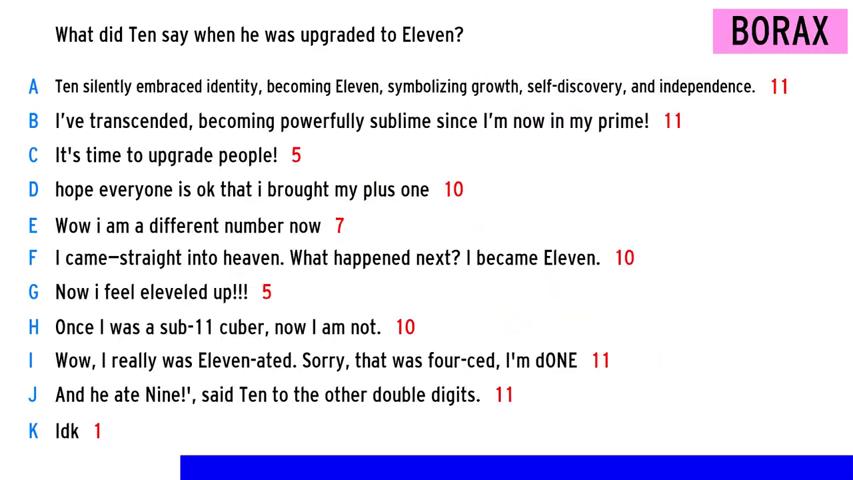 What did Ten say when he was upgraded to Eleven?
BORAX
A Ten silently embraced identity, becoming Eleven, symbolizing growth, self-discovery, and independence. 11
B I've transcended, becoming powerfully sublime since I'm now in my prime! 11
C It's time to upgrade people! 5
D hope everyone is ok that i brought my plus one 10
E Wow i am a different number now 7
F I came—straight into heaven. What happened next? I became Eleven. 10
G Now i feel eleveled up!!! 5
H Once I was a sub-11 cuber, now I am not. 10
I Wow, I really was Eleven-ated. Sorry, that was four-ced, I'm dONE 11
J And he ate Nine!', said Ten to the other double digits. 11
K Idk 1